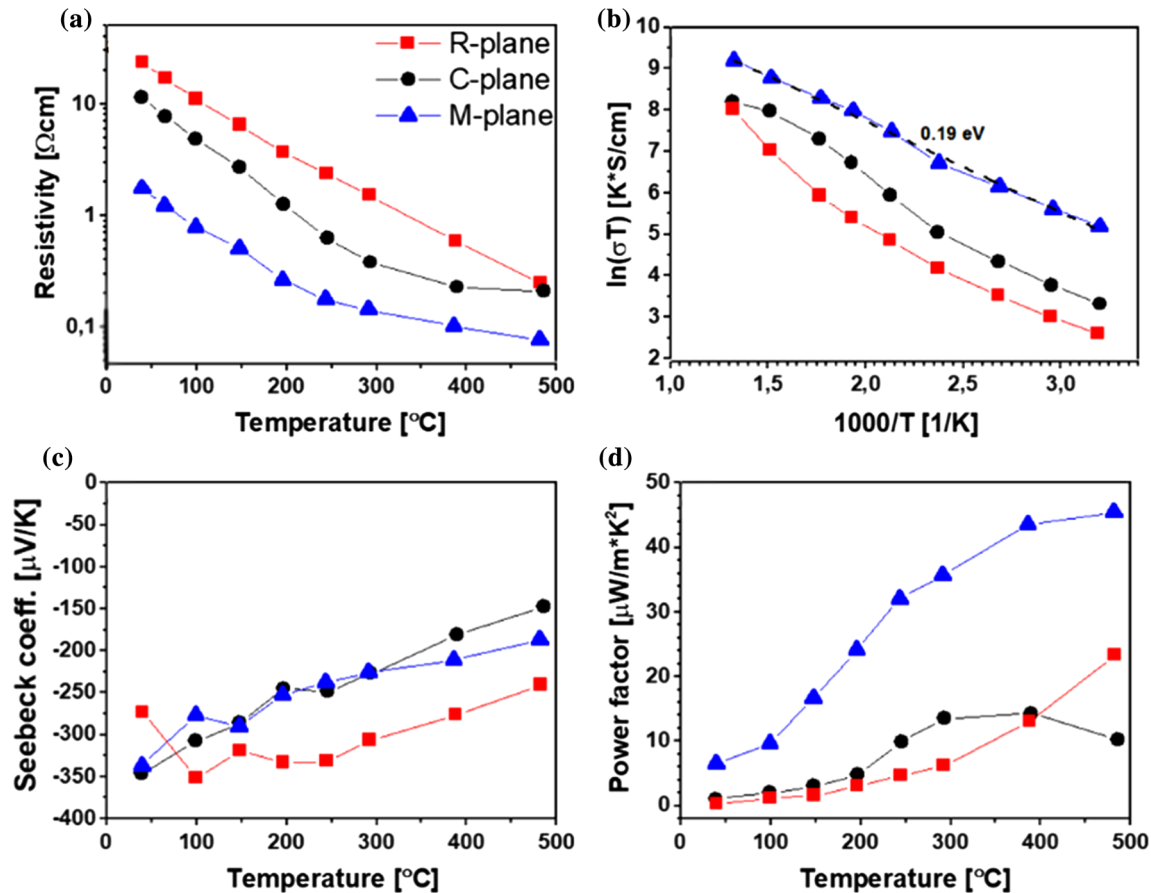 (a)
R-plane
C-plane
M-plane
10
1
0,1
Resistivity [Ωcm]
0 100 200 300 400 500
Temperature [°C]
(b)
10
9
8
7
6
5
4
3
2
ln(σT) [K*S/cm]
0.19 eV
1,0 1,5 2,0 2,5 3,0
1000/T [1/K]
(c)
0
-50
-100
-150
-200
-250
-300
-350
-400
Seebeck coeff. [µV/K]
0 100 200 300 400 500
Temperature [°C]
(d)
50
40
30
20
10
0
Power factor [µW/m*K²]
0 100 200 300 400 500
Temperature [°C]